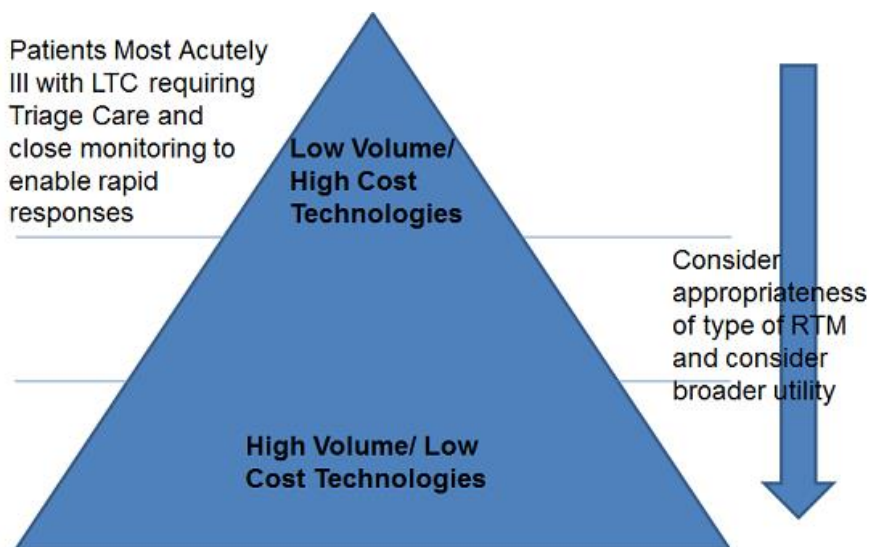 Patients Most Acutely
Ill with LTC requiring
Triage Care and
close monitoring to
enable rapid
responses
Low Volume/
High Cost
Technologies
Consider
appropriateness
of type of RTM
and consider
broader utility
High Volume/ Low
Cost Technologies